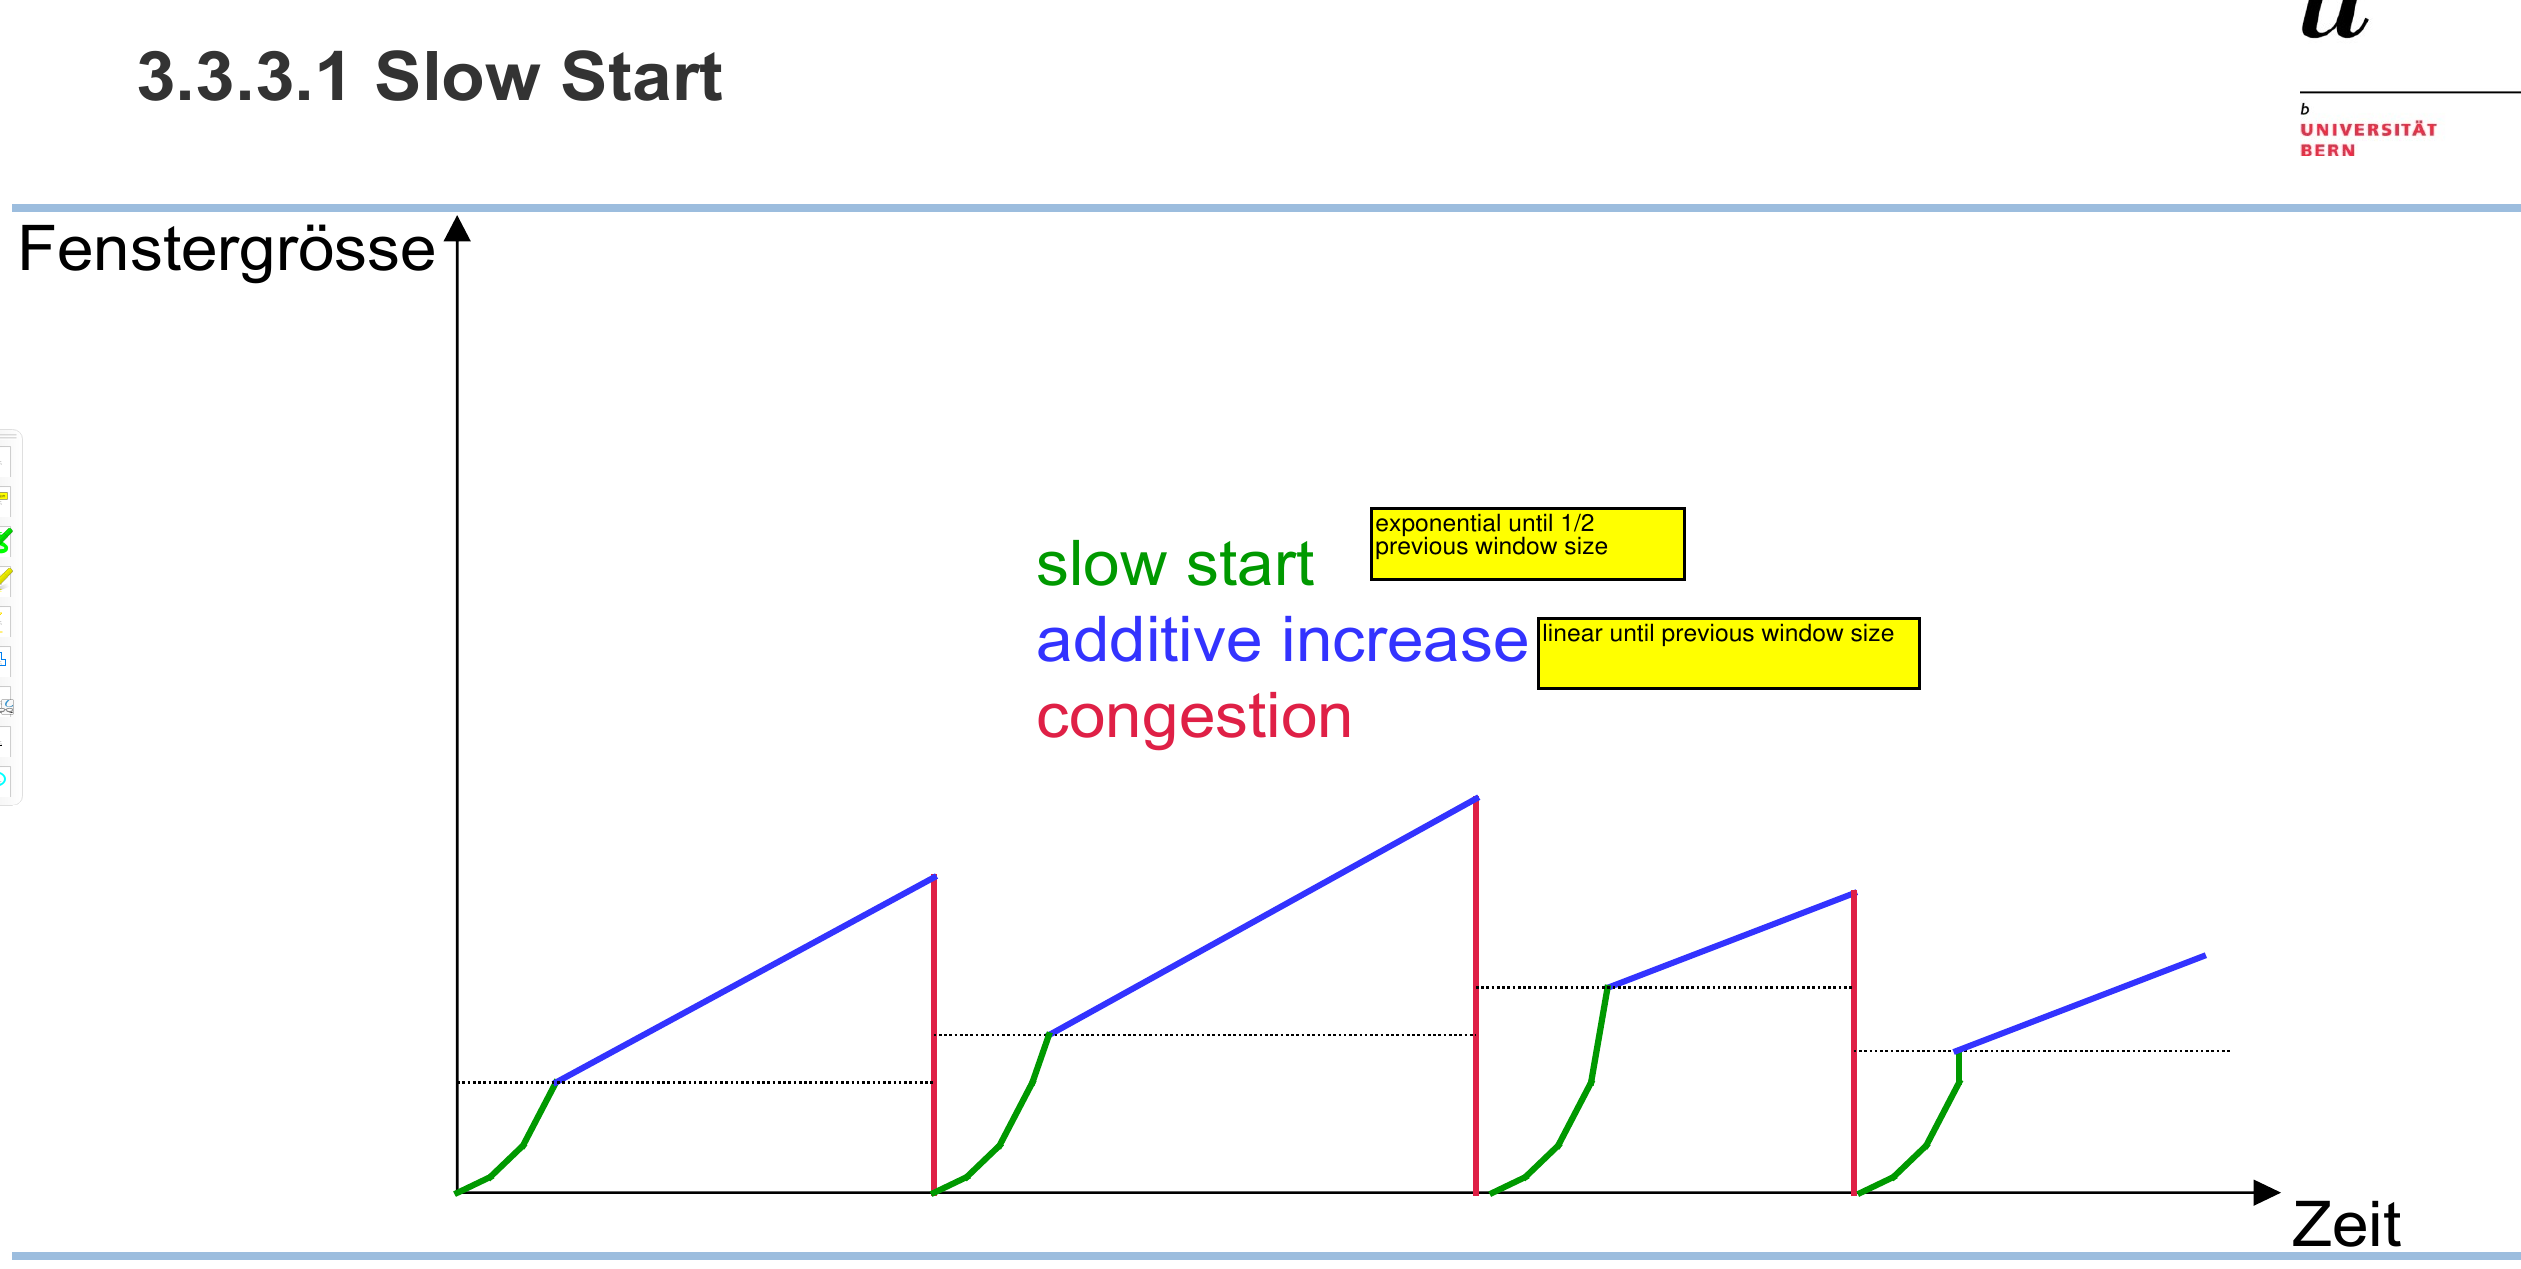 3.3.3.1 Slow Start
u
b
UNIVERSITÄT
BERN
Fenstergrösse
slow start
exponential until 1/2
previous window size
additive increase
linear until previous window size
congestion
Zeit